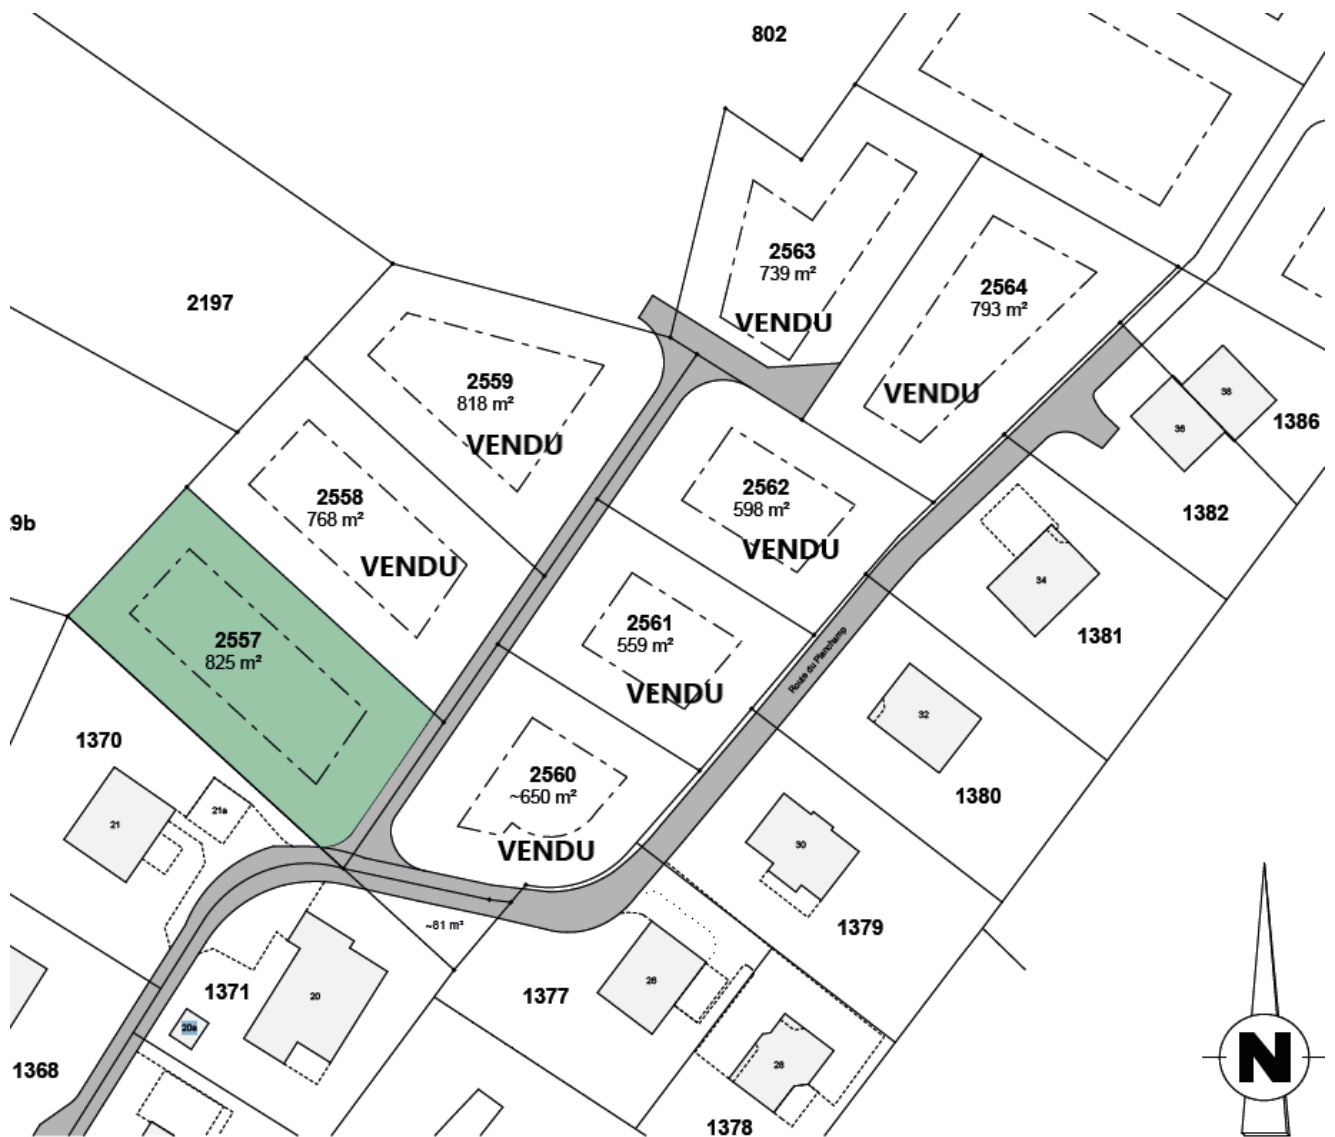 802
2563
739 m²
VENDU
2564
793 m²
VENDU
2197
2559
818 m²
VENDU
38
36
1386
2558
768 m²
VENDU
2562
598 m²
VENDU
1382
9b
34
2557
825 m²
2561
559 m²
VENDU
1381
Route du Planchamp
32
1370
2560
~650 m²
VENDU
1380
21
21a
30
1379
~81 m²
1371
20
20a
1377
26
1368
28
1378
N